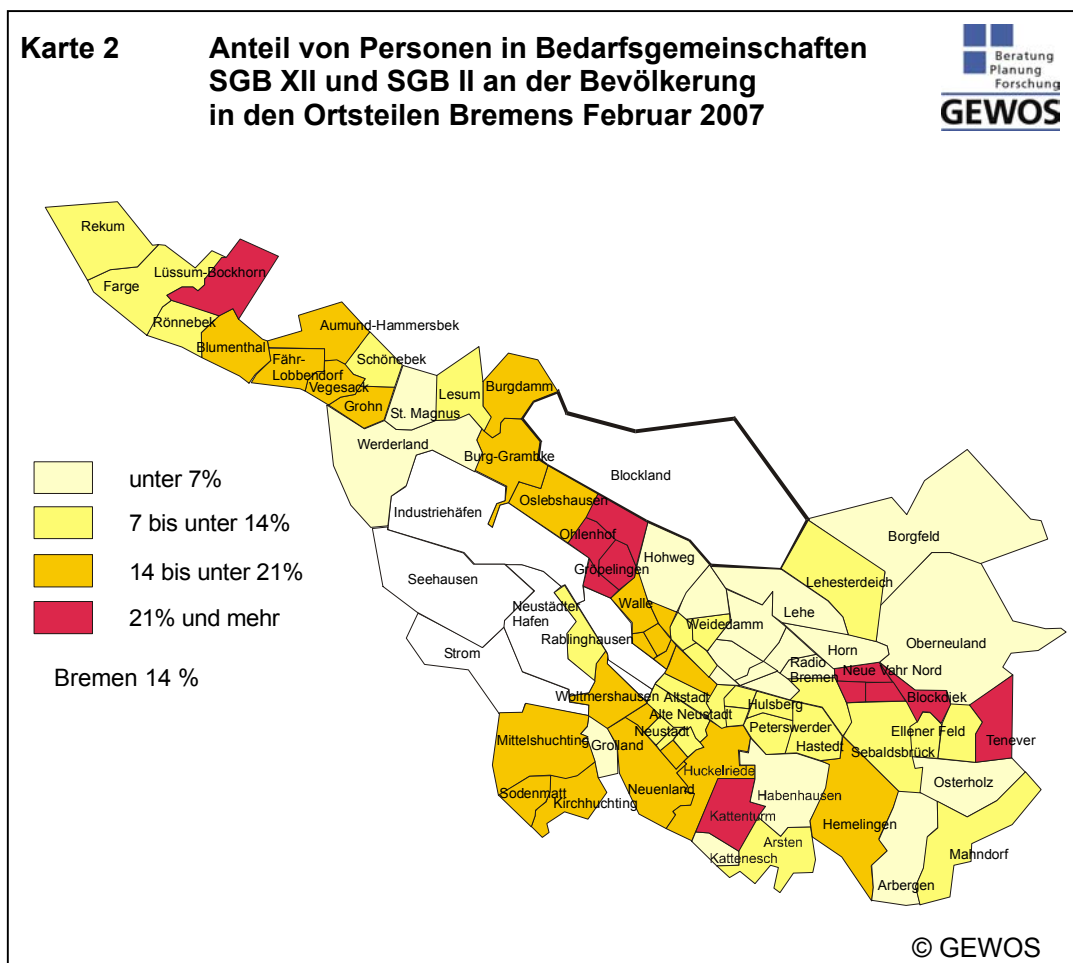 Karte 2
Anteil von Personen in Bedarfsgemeinschaften
SGB XII und SGB II an der Bevölkerung
in den Ortsteilen Bremens Februar 2007
Beratung
Planung
Forschung
GEWOS
Rekum
Lüssum-Bockhorn
Farge
Rönnebek
Aumund-Hammersbek
Blumenthal
Fähr-
Lobbendorf
Schönebek
Vegesack
Lesum
Burgdamm
Grohn
St. Magnus
Werderland
Burg-Grambke
Blockland
unter 7%
7 bis unter 14%
14 bis unter 21%
21% und mehr
Bremen 14 %
Oslebshausen
Industriehäfen
Ohlenhof
Hohweg
Borgfeld
Gröpelingen
Lehesterdeich
Seehausen
Neustädter
Hafen
Walle
Lehe
Weidedamm
Rablinghausen
Oberneuland
Strom
Horn
Radio
Bremen
Neue Vahr Nord
Woltmershausen
Altstadt
Blockdiek
Hulsberg
Alte Neustadt
Peterswerder
Neustadt
Ellener Feld
Tenever
Mittelshuchting
Grolland
Hastedt
Sebaldsbrück
Huckelriede
Osterholz
Sodenmatt
Kirchhuchting
Neuenland
Habenhausen
Kattenturm
Hemelingen
Arsten
Mahndorf
Kattenesch
Arbergen
© GEWOS